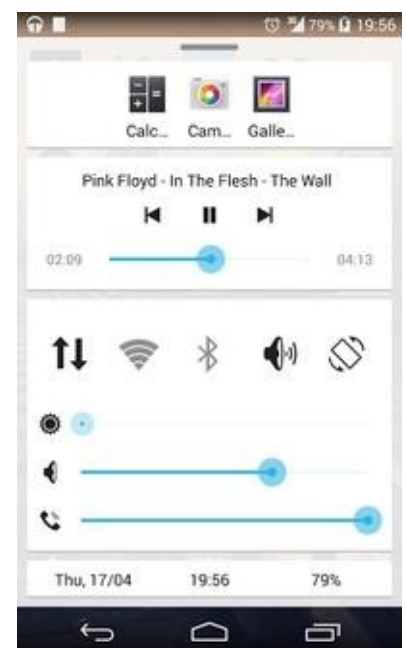 79% 19:56
Calc... Cam... Galle...
Pink Floyd - In The Flesh - The Wall
02:09 04:13
Thu, 17/04 19:56 79%